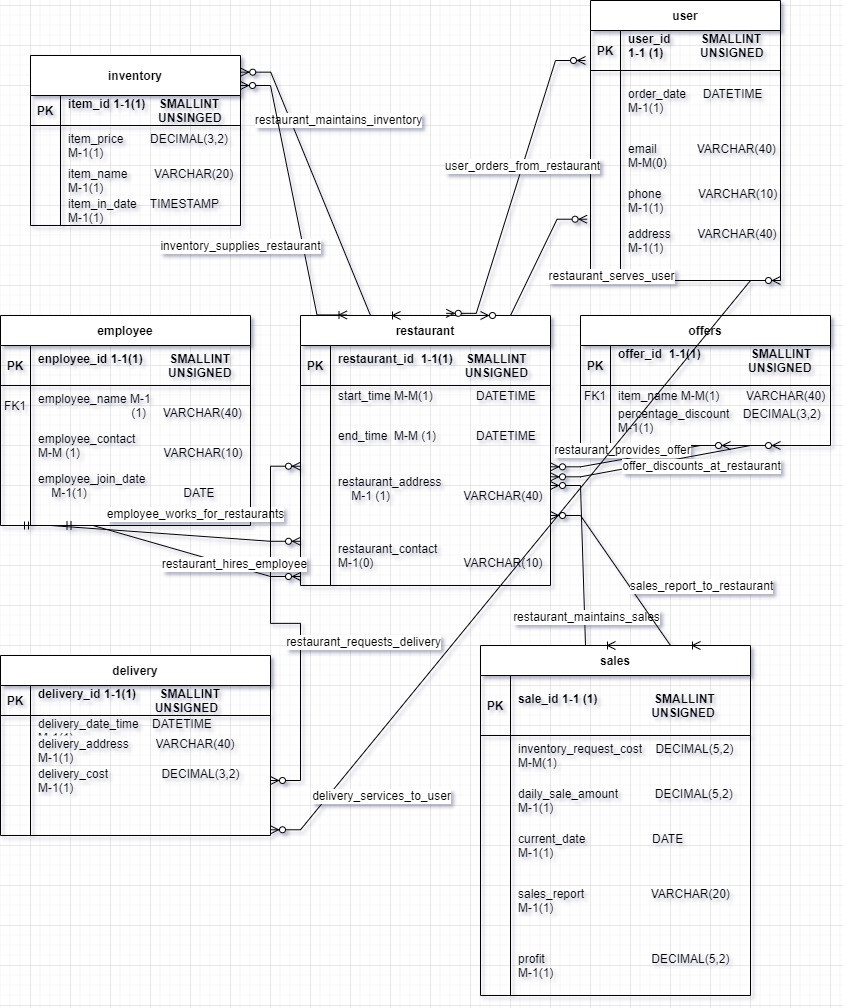 user
PK
user_id SMALLINT
1-1 (1) UNSIGNED
order_date DATETIME
M-1(1)
email VARCHAR(40)
M-M(0)
phone VARCHAR(10)
M-1(1)
address VARCHAR(40)
M-1(1)
inventory
PK
item_id 1-1(1) SMALLINT
UNSINGED
item_price DECIMAL(3,2)
M-1(1)
item_name VARCHAR(20)
M-1(1)
item_in_date TIMESTAMP
M-1(1)
restaurant_maintains_inventory
user_orders_from_restaurant
inventory_supplies_restaurant
restaurant_serves_user
employee
PK
enployee_id 1-1(1) SMALLINT
UNSIGNED
FK1
employee_name M-1
(1) VARCHAR(40)
employee_contact
M-M (1) VARCHAR(10)
employee_join_date
M-1(1) DATE
restaurant
PK
restaurant_id 1-1(1) SMALLINT
UNSIGNED
start_time M-M(1) DATETIME
end_time M-M (1) DATETIME
restaurant_address
M-1 (1) VARCHAR(40)
restaurant_contact
M-1(0) VARCHAR(10)
offers
PK
offer_id 1-1(1) SMALLINT
UNSIGNED
FK1 item_name M-M(1) VARCHAR(40)
percentage_discount DECIMAL(3,2)
M-1(1)
restaurant_provides_offer
offer_discounts_at_restaurant
employee_works_for_restaurants
restaurant_hires_employee
sales_report_to_restaurant
restaurant_maintains_sales
restaurant_requests_delivery
delivery
PK
delivery_id 1-1(1) SMALLINT
UNSIGNED
delivery_date_time DATETIME
delivery_address VARCHAR(40)
M-1(1)
delivery_cost DECIMAL(3,2)
M-1(1)
delivery_services_to_user
sales
PK
sale_id 1-1 (1) SMALLINT
UNSIGNED
inventory_request_cost DECIMAL(5,2)
M-M(1)
daily_sale_amount DECIMAL(5,2)
M-1(1)
current_date DATE
M-1(1)
sales_report VARCHAR(20)
M-1(1)
profit DECIMAL(5,2)
M-1(1)